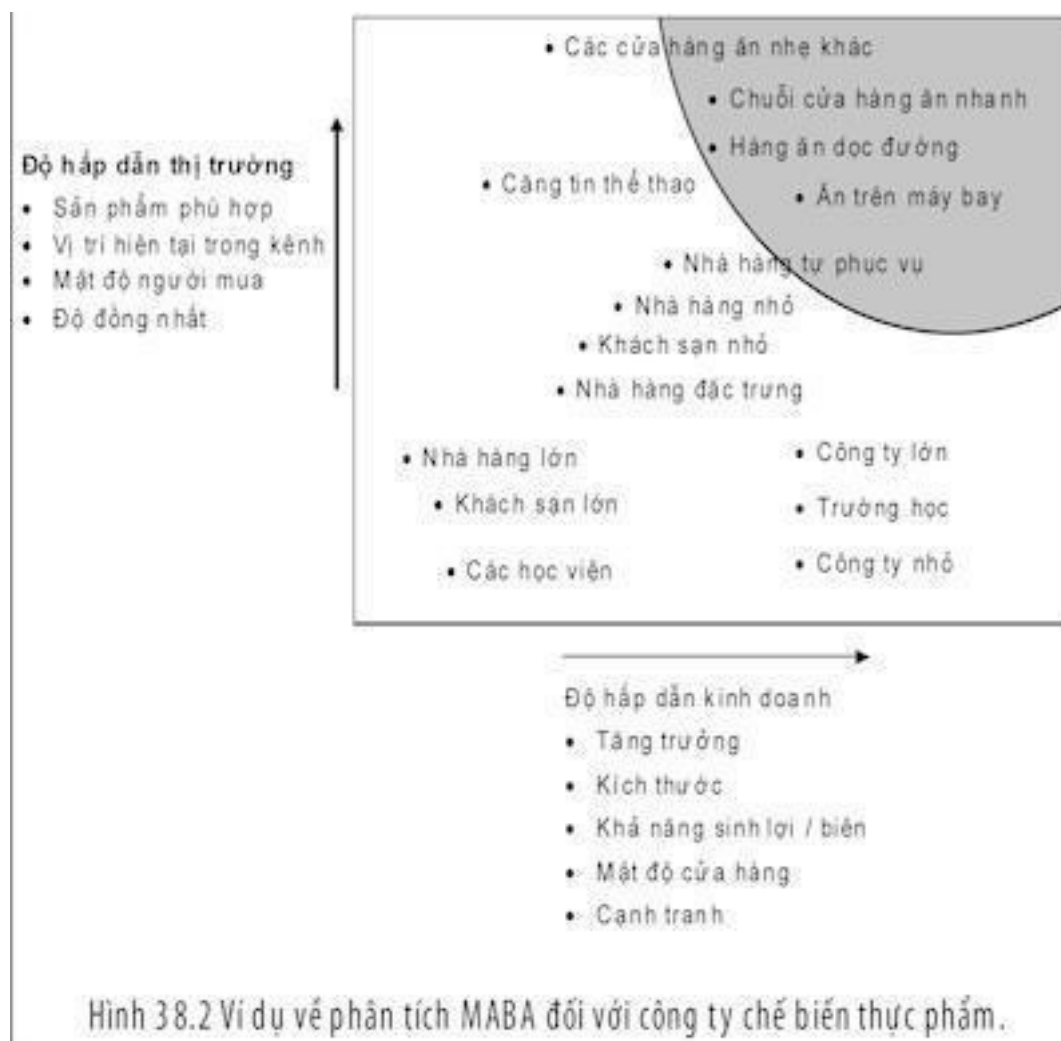 • Các cửa hàng ăn nhẹ khác
• Chuỗi cửa hàng ăn nhanh
• Hàng ăn dọc đường
• Căng tin thể thao
• Ăn trên máy bay
• Nhà hàng tự phục vụ
• Nhà hàng nhỏ
• Khách sạn nhỏ
• Nhà hàng đặc trưng
• Nhà hàng lớn
• Công ty lớn
• Khách sạn lớn
• Trường học
• Các học viện
• Công ty nhỏ
Độ hấp dẫn thị trường
• Sản phẩm phù hợp
• Vị trí hiện tại trong kênh
• Mật độ người mua
• Độ đồng nhất
Độ hấp dẫn kinh doanh
• Tăng trưởng
• Kích thước
• Khả năng sinh lợi / biên
• Mật độ cửa hàng
• Cạnh tranh
Hình 38.2 Ví dụ về phân tích MABA đối với công ty chế biến thực phẩm.